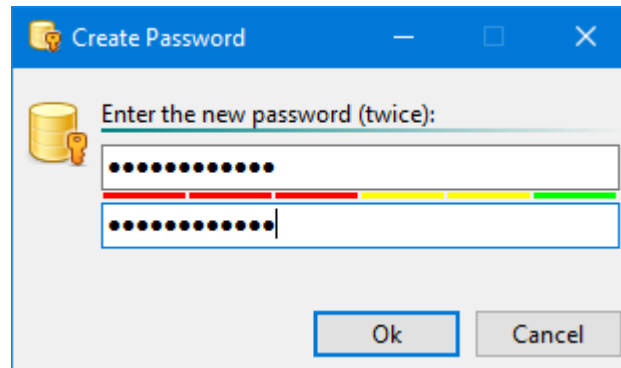 Create Password
Enter the new password (twice):
••••••••••••
••••••••••••
Ok
Cancel